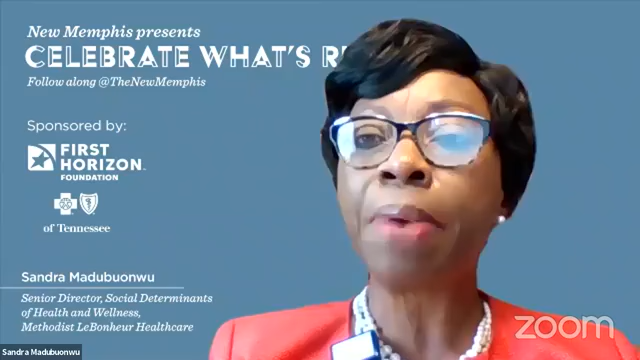 New Memphis presents
CELEBRATE WHAT'S R
Follow along @TheNewMemphis
Sponsored by:
FIRST
HORIZON
FOUNDATION
of Tennessee
Sandra Madubuonwu
Senior Director, Social Determinants
of Health and Wellness,
Methodist LeBonheur Healthcare
Sandra Madubuonwu
zoom